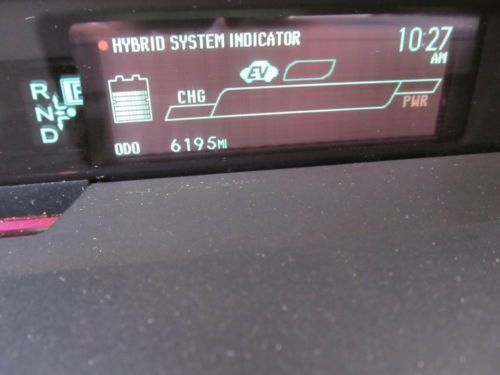 HYBRID SYSTEM INDICATOR
10:27
AM
EV
R
N
D
CHG
PWR
ODO 6195MI